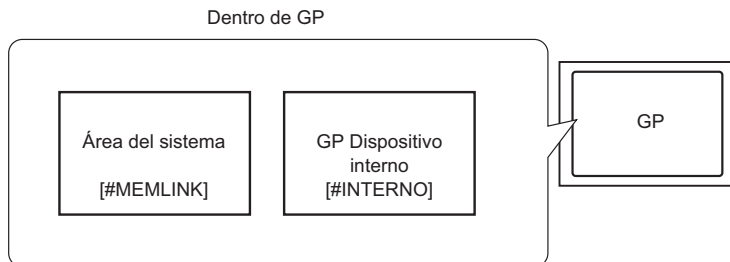 Dentro de GP
Área del sistema
[#MEMLINK]
GP Dispositivo
interno
[#INTERNO]
GP